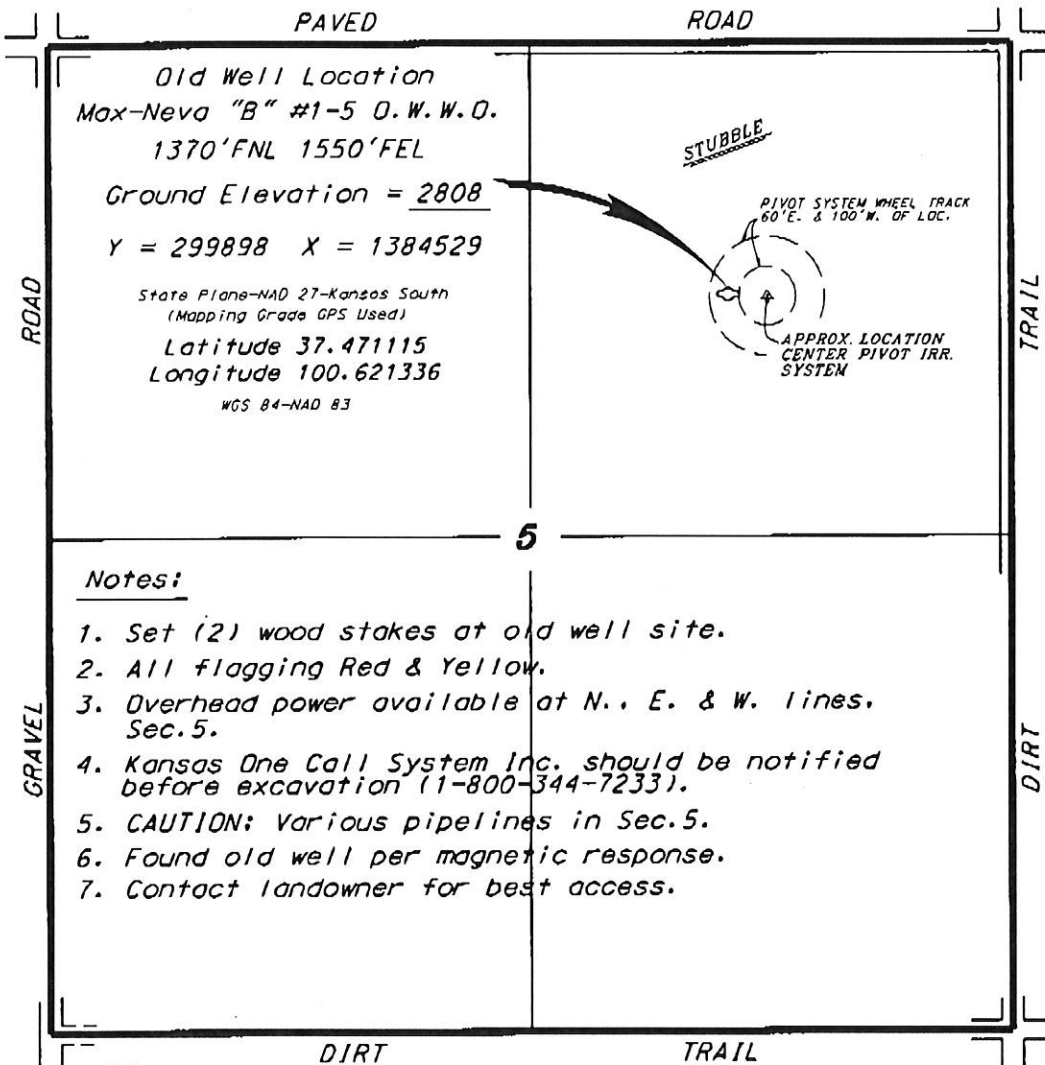 PAVED ROAD
Old Well Location
Max-Neva "B" #1-5 O.W.W.O.
1370'FNL 1550'FEL
Ground Elevation = 2808
Y = 299898 X = 1384529
State Plane-NAD 27-Kansas South
(Mapping Grade GPS Used)
Latitude 37.471115
Longitude 100.621336
WGS 84-NAD 83
STUBBLE
PIVOT SYSTEM WHEEL TRACK
60'E. & 100'W. OF LOC.
APPROX. LOCATION
CENTER PIVOT IRR.
SYSTEM
ROAD
TRAIL
5
Notes:
1. Set (2) wood stakes at old well site.
2. All flagging Red & Yellow.
3. Overhead power available at N., E. & W. lines,
Sec.5.
4. Kansas One Call System Inc. should be notified
before excavation (1-800-344-7233).
5. CAUTION: Various pipelines in Sec.5.
6. Found old well per magnetic response.
7. Contact landowner for best access.
GRAVEL
DIRT
DIRT TRAIL